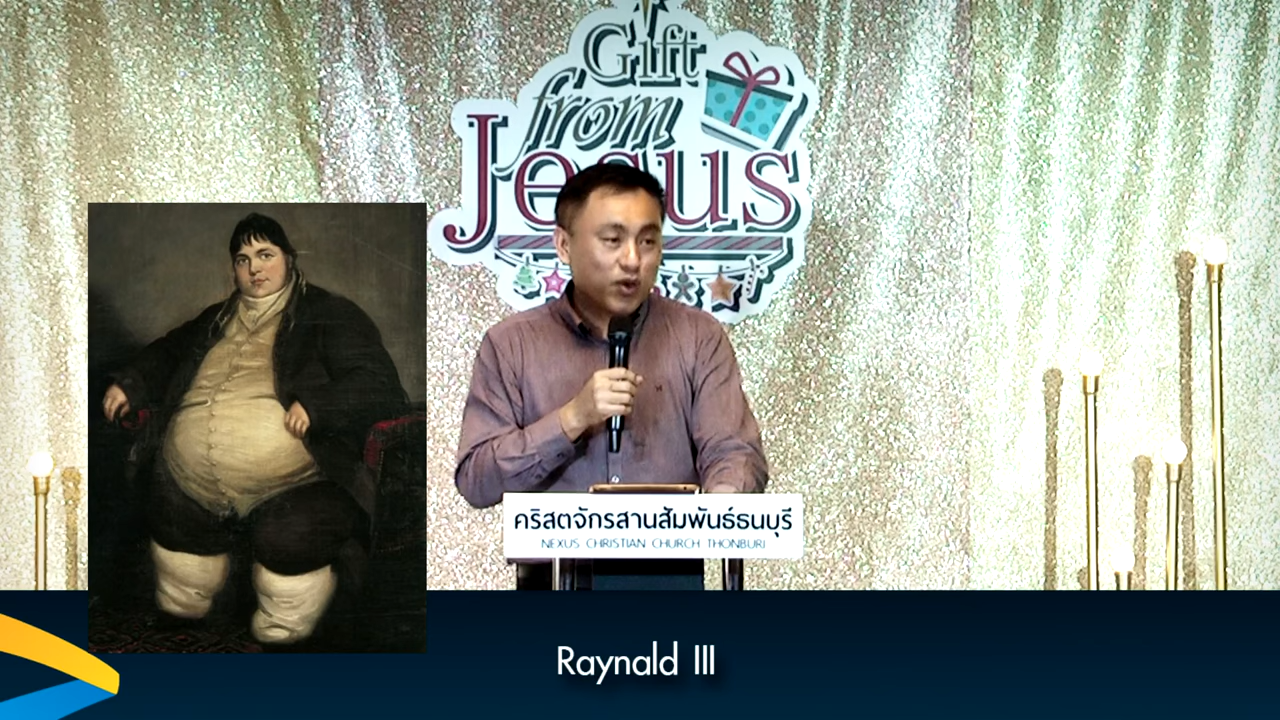 Gift
from
Jesus
คริสตจักรสานสัมพันธ์ธนบุรี
NEXUS CHRISTIAN CHURCH THONBURI
Raynald III